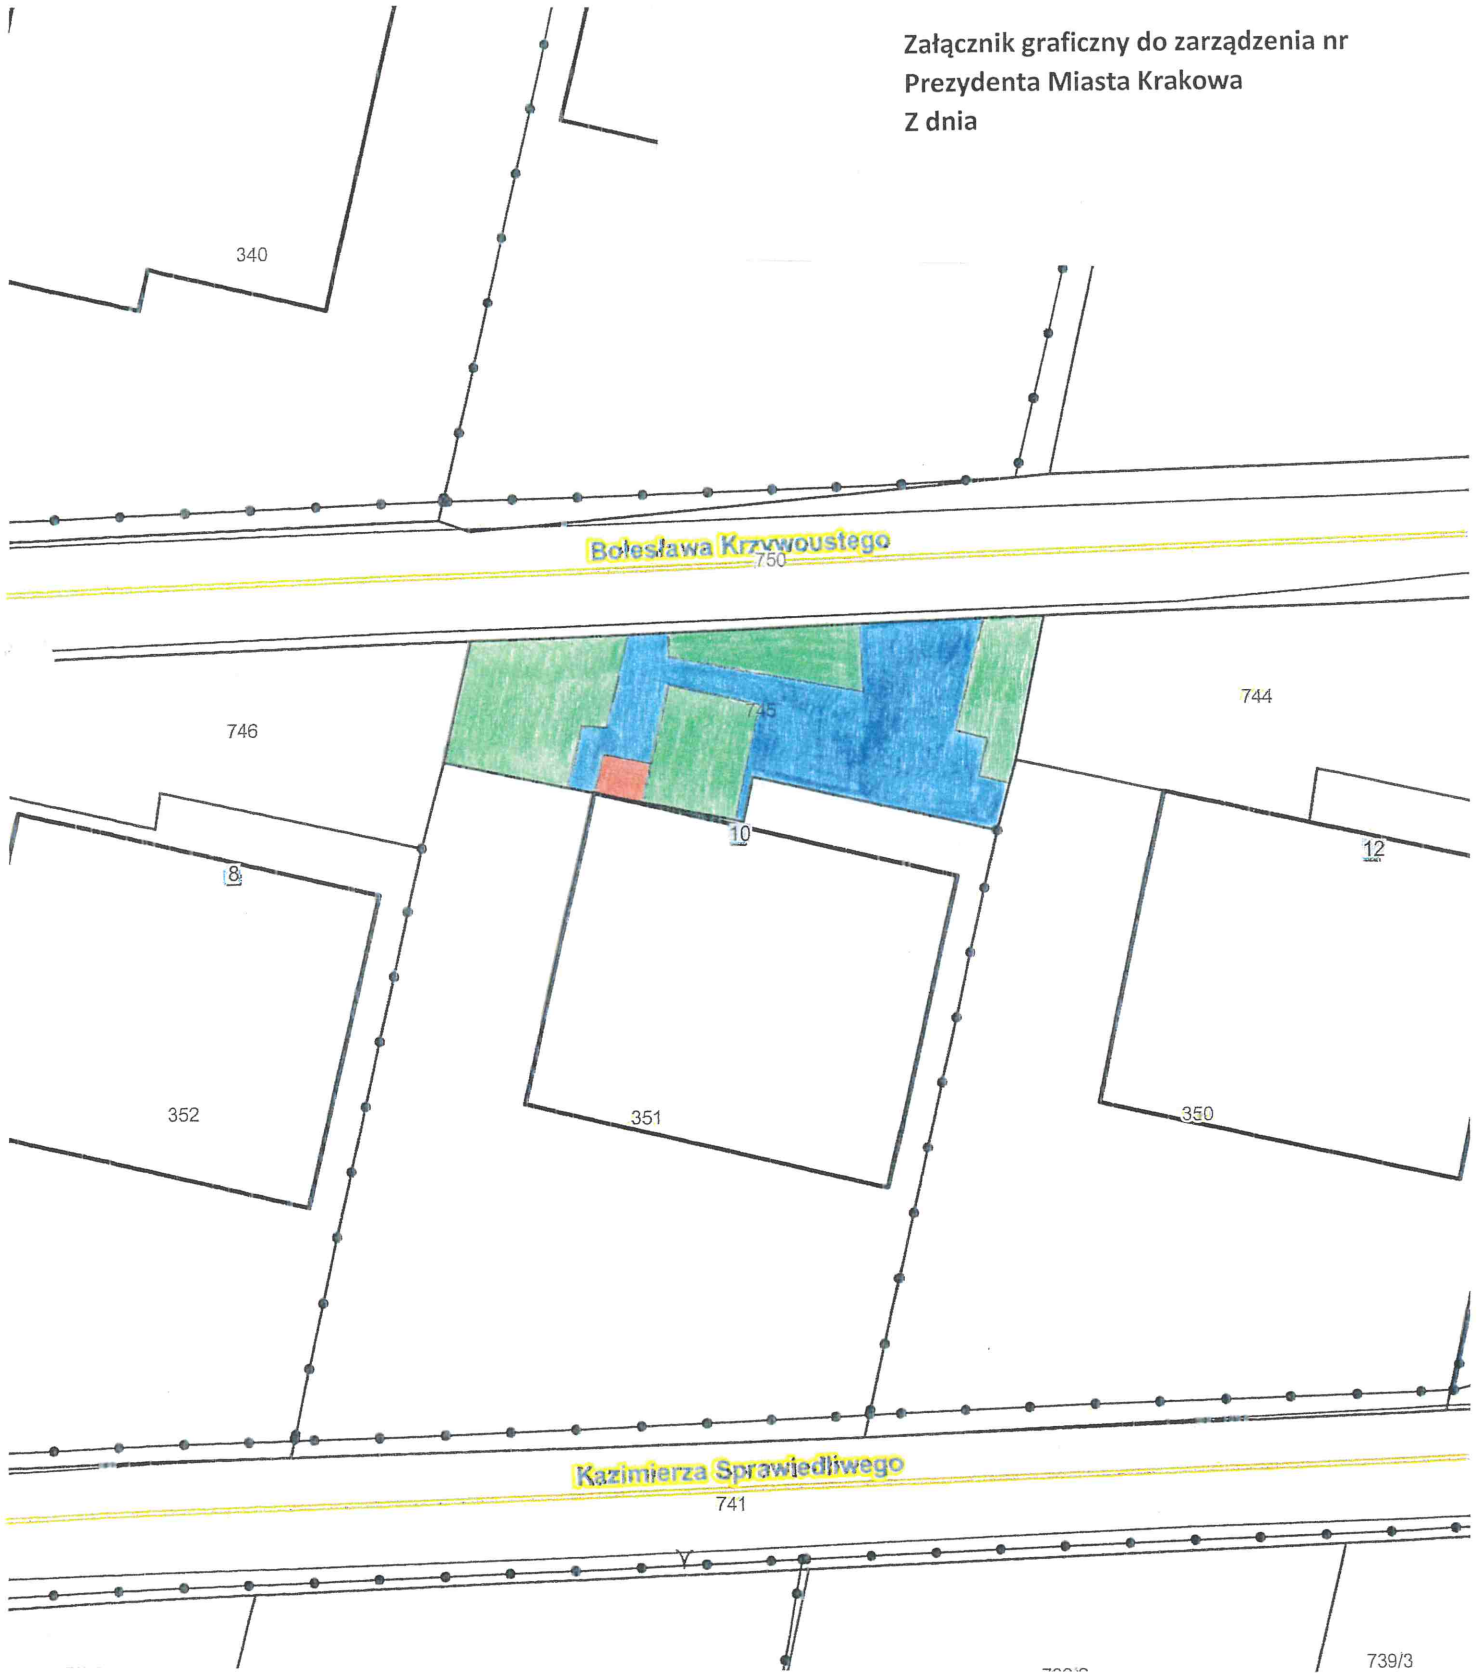 Załącznik graficzny do zarządzenia nr
Prezydenta Miasta Krakowa
Z dnia
340
Bolesława Krzywoustego
750
745
744
746
10
12
8
352
351
350
Kazimierza Sprawiedliwego
741
739/3